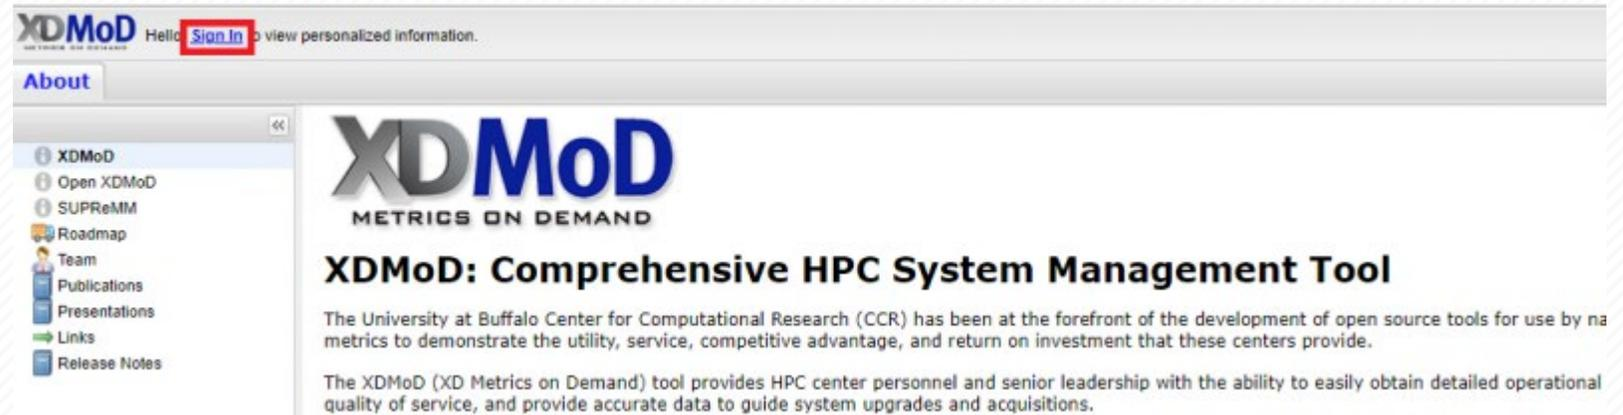 XDMoD Hello, Sign In to view personalized information.
METRICS ON DEMAND
About
XDMoD
Open XDMoD
SUPReMM
Roadmap
Team
Publications
Presentations
Links
Release Notes
XDMoD
METRICS ON DEMAND
XDMoD: Comprehensive HPC System Management Tool
The University at Buffalo Center for Computational Research (CCR) has been at the forefront of the development of open source tools for use by na
metrics to demonstrate the utility, service, competitive advantage, and return on investment that these centers provide.
The XDMoD (XD Metrics on Demand) tool provides HPC center personnel and senior leadership with the ability to easily obtain detailed operational
quality of service, and provide accurate data to guide system upgrades and acquisitions.